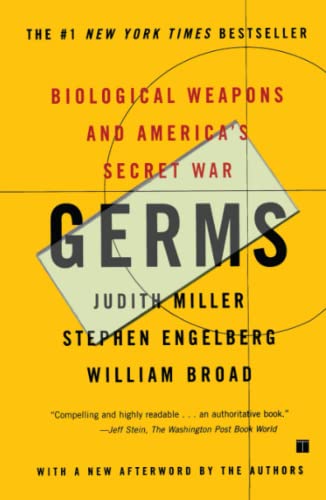 THE #1 NEW YORK TIMES BESTSELLER
BIOLOGICAL WEAPONS
AND AMERICA'S
SECRET WAR
GERMS
JUDITH MILLER
STEPHEN ENGELBERG
WILLIAM BROAD
"Compelling and highly readable . . . an authoritative book."
—Jeff Stein, The Washington Post Book World
WITH A NEW AFTERWORD BY THE AUTHORS